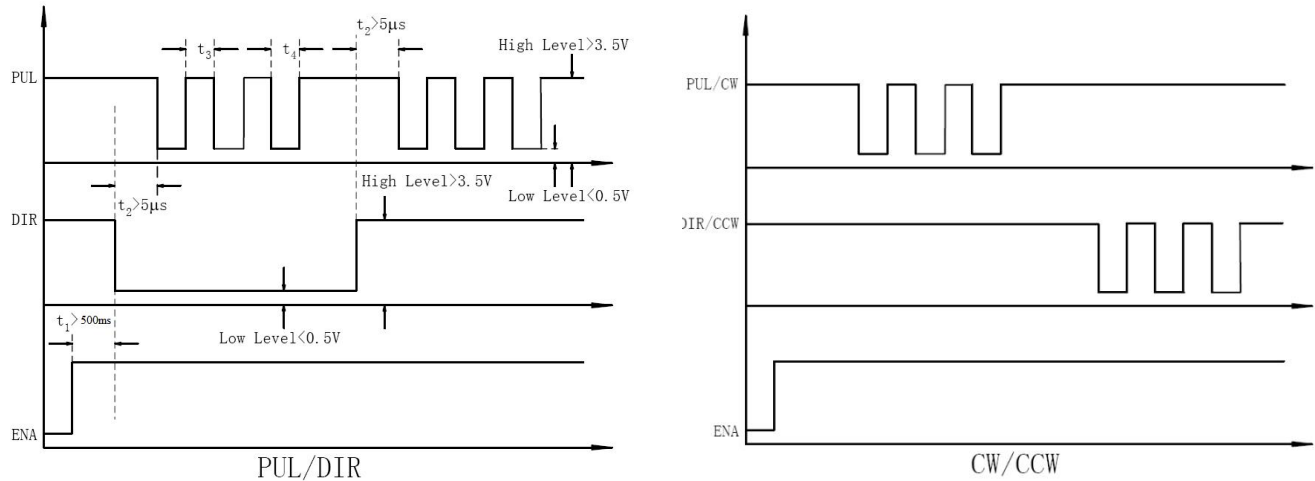 t₂>5μs
t₃
t₄
High Level>3.5V
PUL
High Level>3.5V
Low Level<0.5V
t₂>5μs
DIR
t₁>500ms
Low Level<0.5V
ENA
PUL/DIR
PUL/CW
DIR/CCW
ENA
CW/CCW